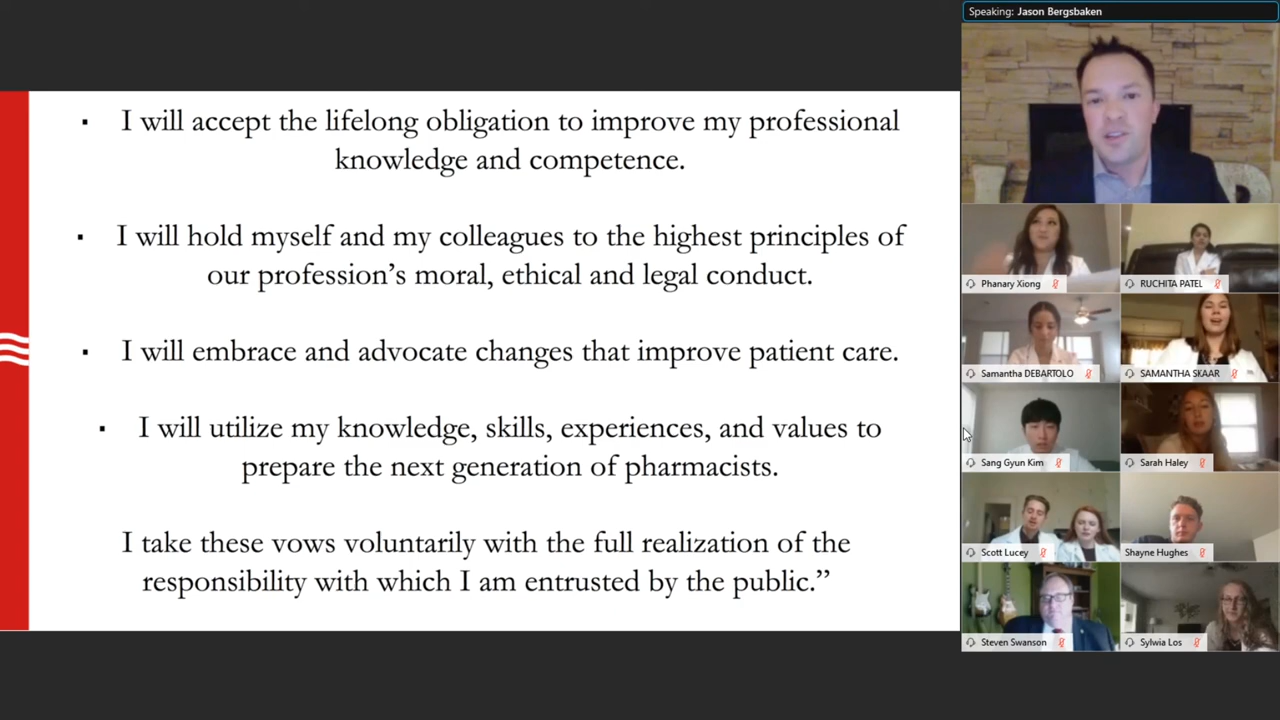 ▪ I will accept the lifelong obligation to improve my professional
knowledge and competence.
▪ I will hold myself and my colleagues to the highest principles of
our profession’s moral, ethical and legal conduct.
▪ I will embrace and advocate changes that improve patient care.
▪ I will utilize my knowledge, skills, experiences, and values to
prepare the next generation of pharmacists.
I take these vows voluntarily with the full realization of the
responsibility with which I am entrusted by the public.”
Speaking: Jason Bergsbaken
Phanary Xiong
RUCHITA PATEL
Samantha DEBARTOLO
SAMANTHA SKAAR
Sang Gyun Kim
Sarah Haley
Scott Lucey
Shayne Hughes
Steven Swanson
Sylwia Los